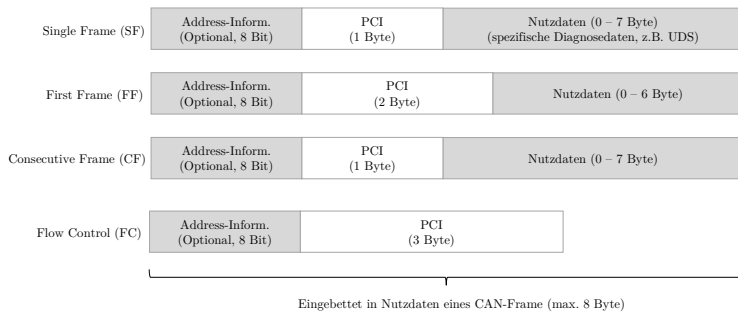 Single Frame (SF)
Address-Inform.
(Optional, 8 Bit)
PCI
(1 Byte)
Nutzdaten (0 – 7 Byte)
(spezifische Diagnosedaten, z.B. UDS)
First Frame (FF)
Address-Inform.
(Optional, 8 Bit)
PCI
(2 Byte)
Nutzdaten (0 – 6 Byte)
Consecutive Frame (CF)
Address-Inform.
(Optional, 8 Bit)
PCI
(1 Byte)
Nutzdaten (0 – 7 Byte)
Flow Control (FC)
Address-Inform.
(Optional, 8 Bit)
PCI
(3 Byte)
Eingebettet in Nutzdaten eines CAN-Frame (max. 8 Byte)